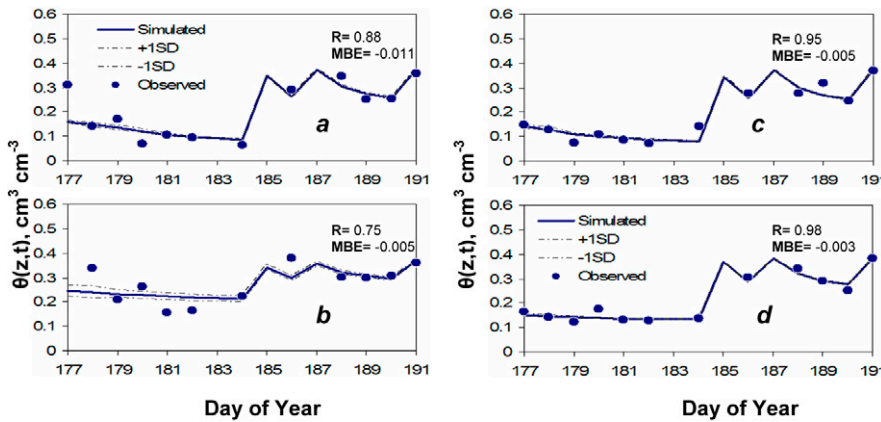 θ(z,t), cm³ cm⁻³
0.6
0.5
0.4
0.3
0.2
0.1
0
Simulated
+1SD
-1SD
Observed
R= 0.88
MBE= -0.011
a
177 179 181 183 185 187 189 191
0.6
0.5
0.4
0.3
0.2
0.1
0
R= 0.95
MBE= -0.005
c
177 179 181 183 185 187 189 191
θ(z,t), cm³ cm⁻³
0.6
0.5
0.4
0.3
0.2
0.1
0
R= 0.75
MBE= -0.005
b
177 179 181 183 185 187 189 191
Day of Year
0.6
0.5
0.4
0.3
0.2
0.1
0
Simulated
+1SD
-1SD
Observed
R= 0.98
MBE= -0.003
d
177 179 181 183 185 187 189 191
Day of Year